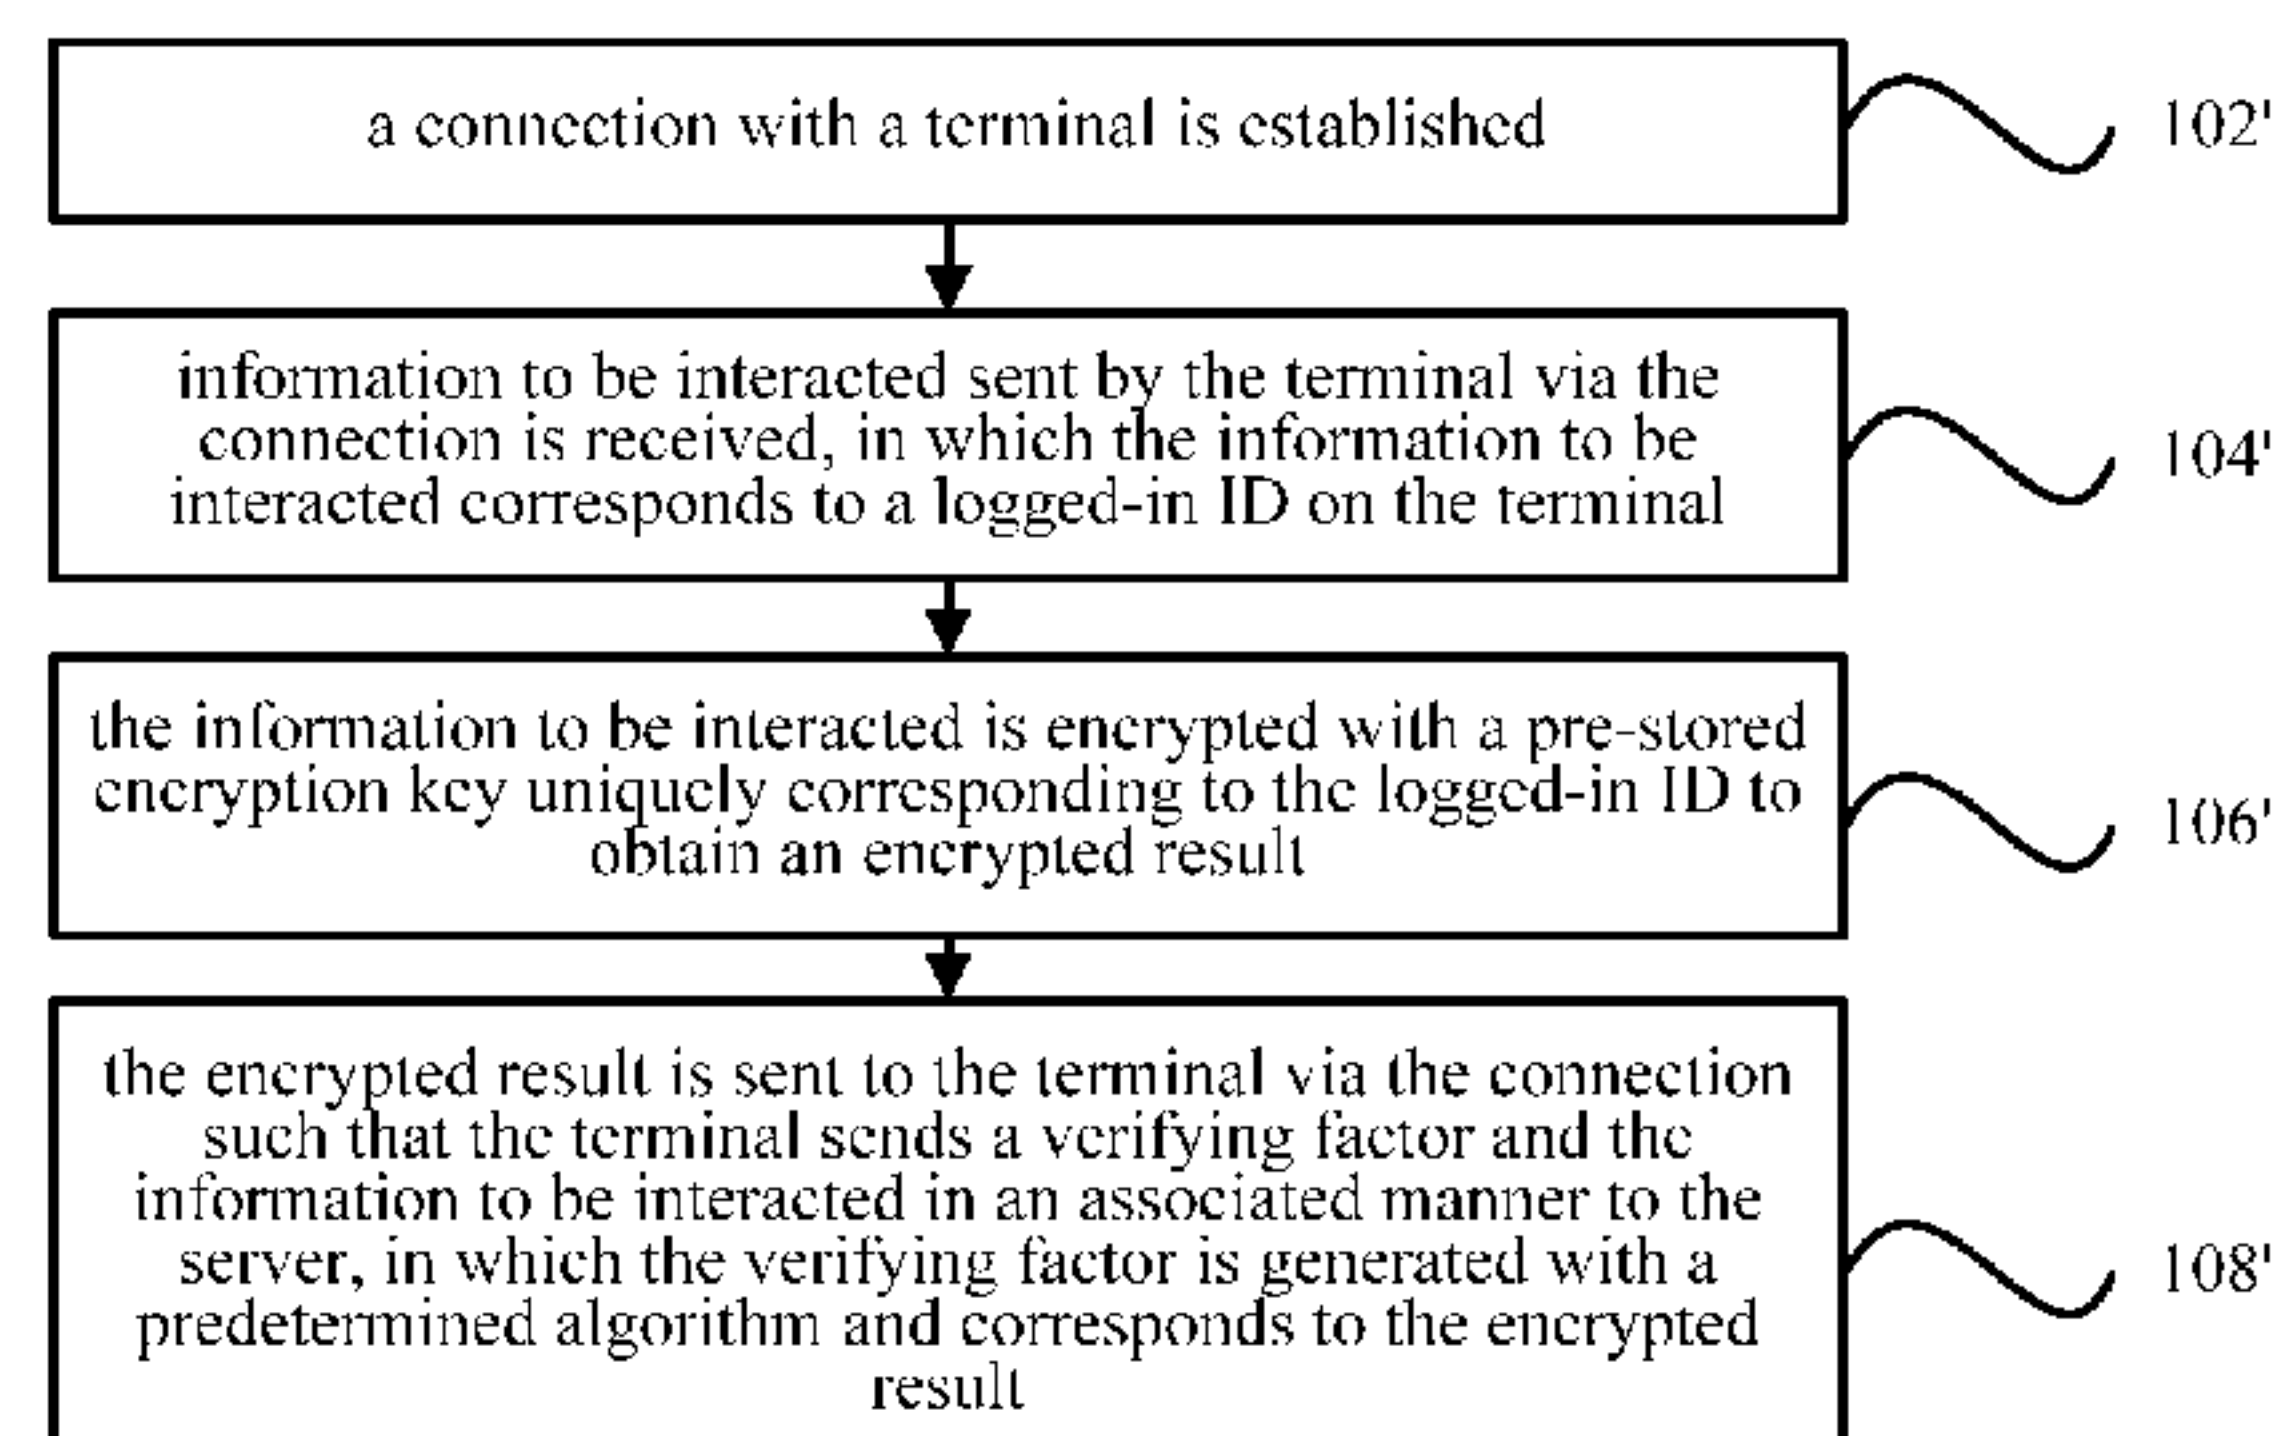 a connection with a terminal is established
102'
information to be interacted sent by the terminal via the
connection is received, in which the information to be
interacted corresponds to a logged-in ID on the terminal
104'
the information to be interacted is encrypted with a pre-stored
encryption key uniquely corresponding to the logged-in ID to
obtain an encrypted result
106'
the encrypted result is sent to the terminal via the connection
such that the terminal sends a verifying factor and the
information to be interacted in an associated manner to the
server, in which the verifying factor is generated with a
predetermined algorithm and corresponds to the encrypted
result
108'